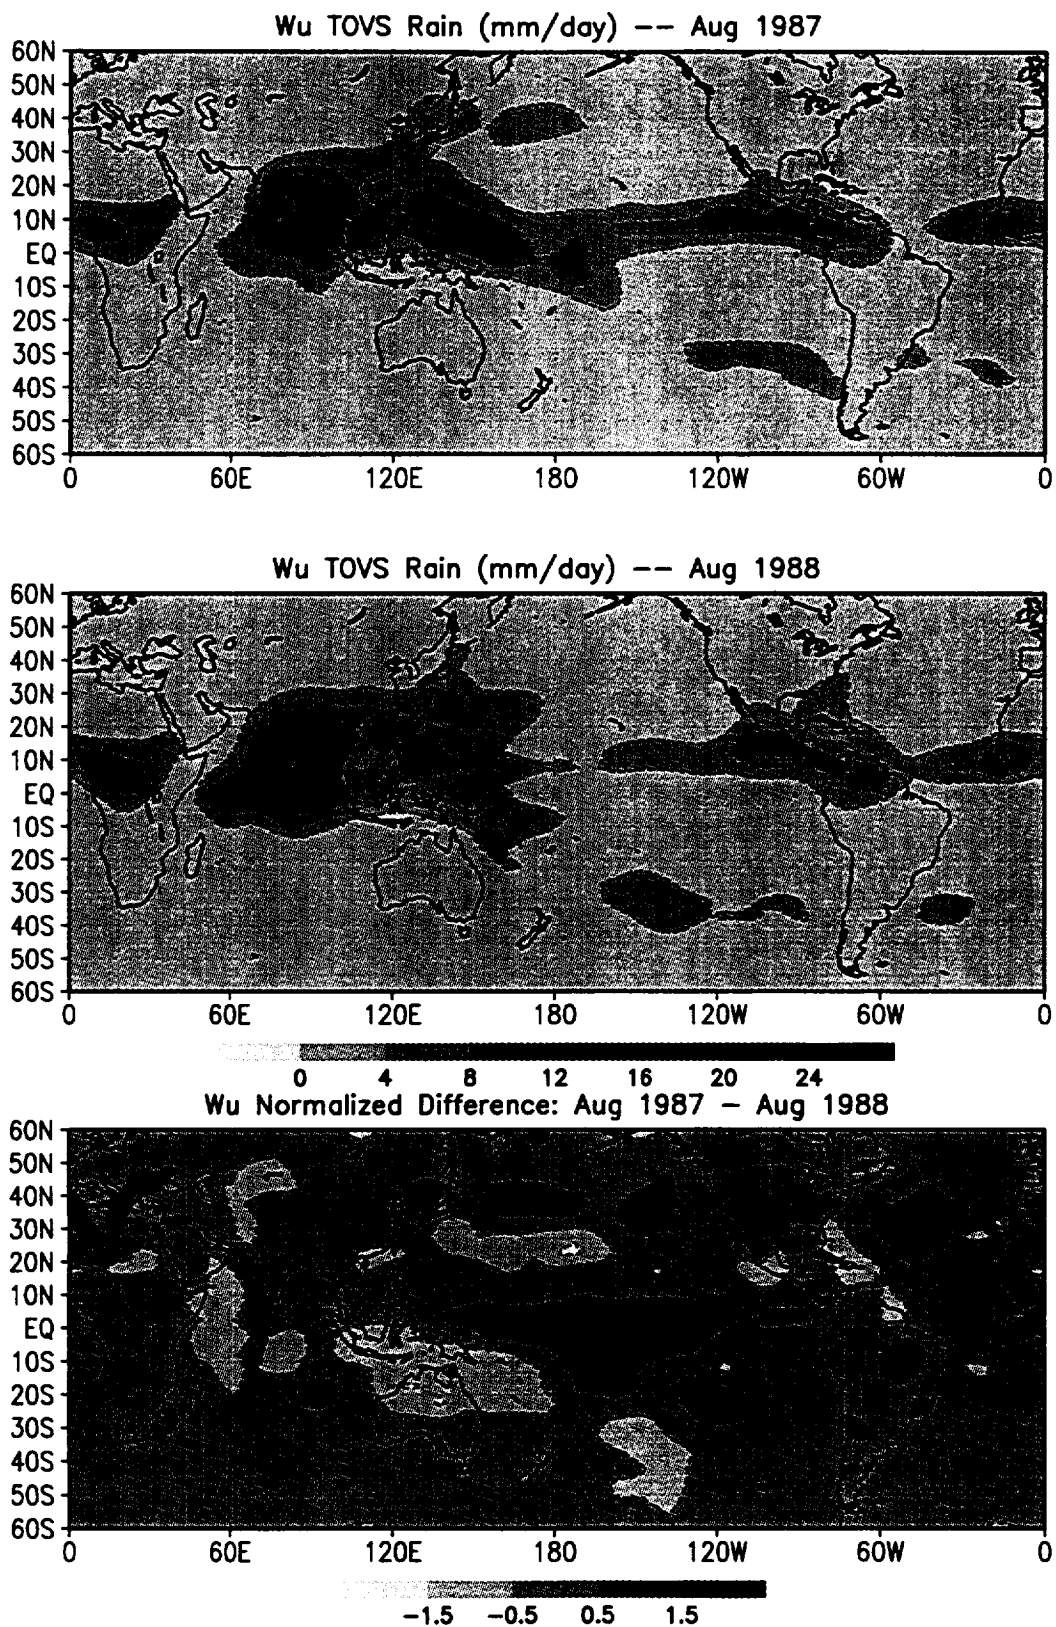 Wu TOVS Rain (mm/day) -- Aug 1987
60N
50N
40N
30N
20N
10N
EQ
10S
20S
30S
40S
50S
60S
0 60E 120E 180 120W 60W 0
Wu TOVS Rain (mm/day) -- Aug 1988
60N
50N
40N
30N
20N
10N
EQ
10S
20S
30S
40S
50S
60S
0 60E 120E 180 120W 60W 0
0 4 8 12 16 20 24
Wu Normalized Difference: Aug 1987 - Aug 1988
60N
50N
40N
30N
20N
10N
EQ
10S
20S
30S
40S
50S
60S
0 60E 120E 180 120W 60W 0
-1.5 -0.5 0.5 1.5